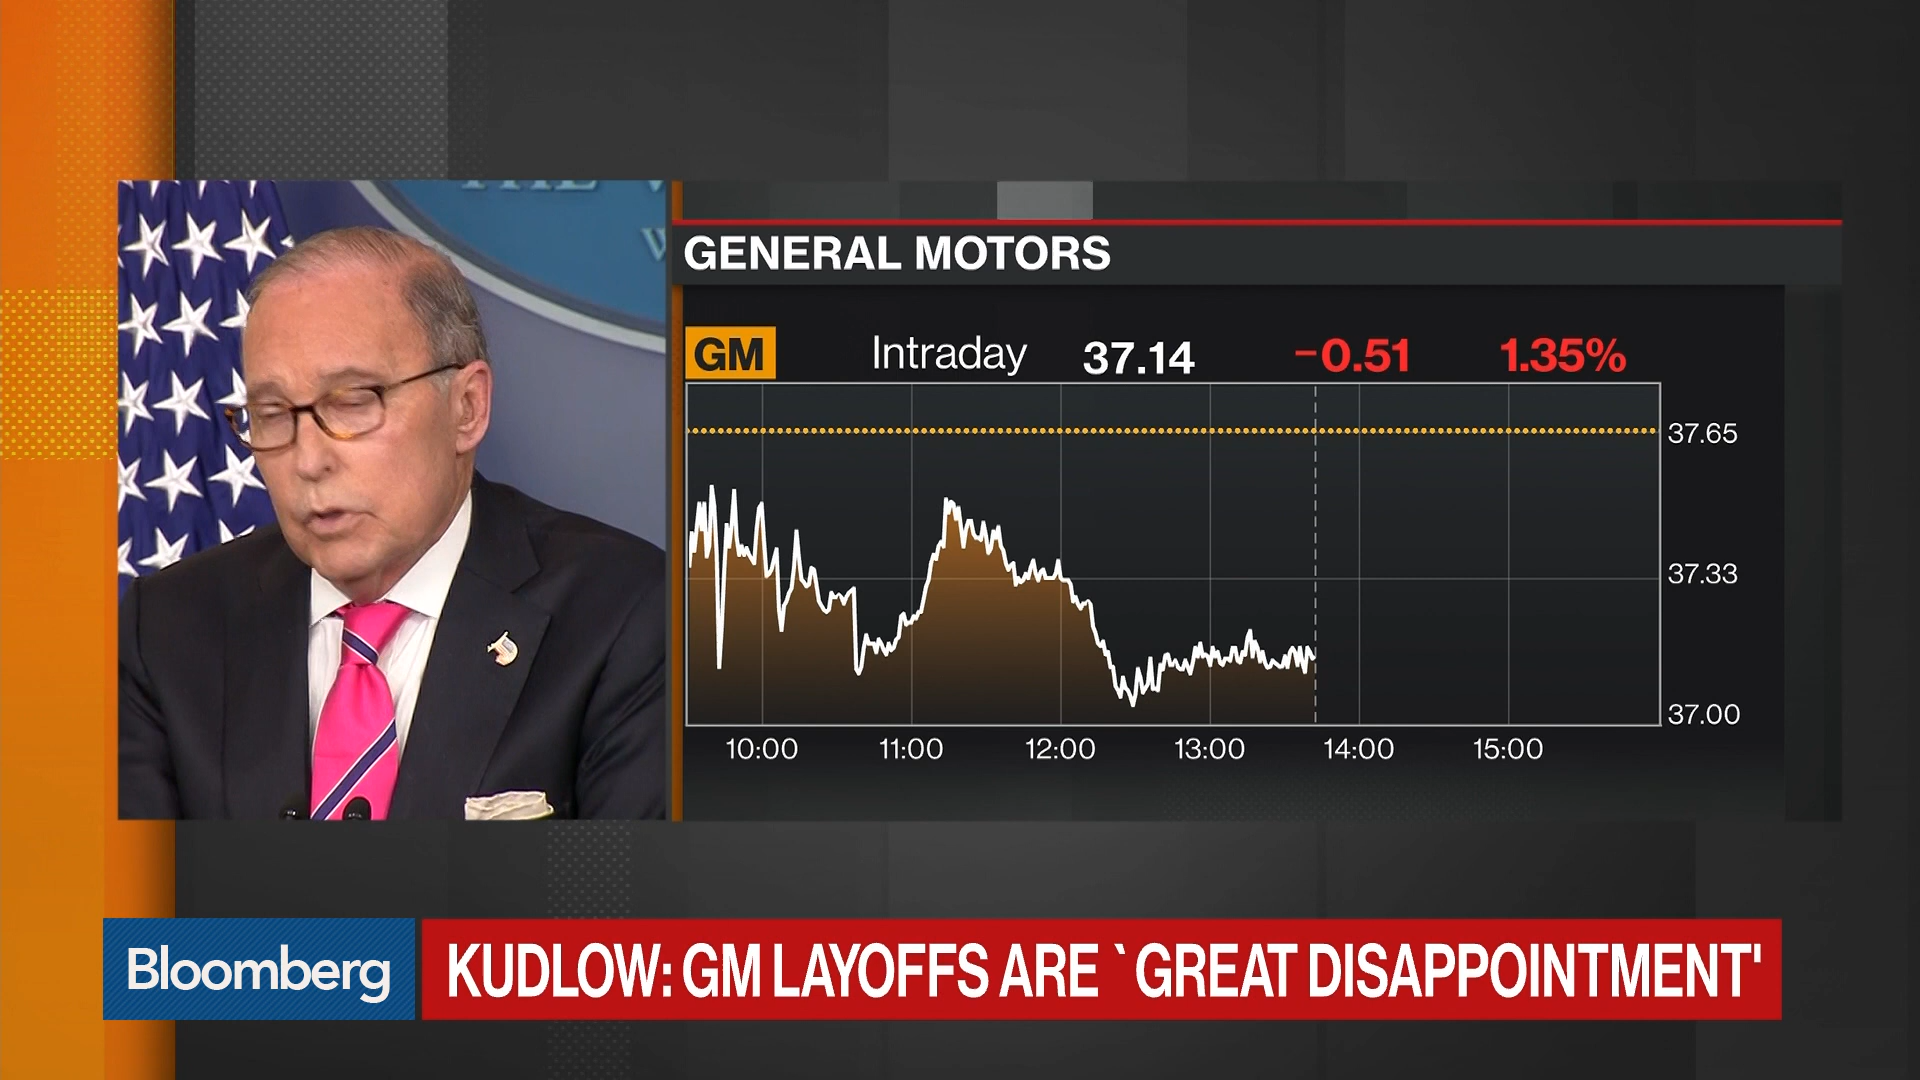 THE W
W
GENERAL MOTORS
GM Intraday 37.14 -0.51 1.35%
37.65
37.33
37.00
10:00 11:00 12:00 13:00 14:00 15:00
Bloomberg KUDLOW: GM LAYOFFS ARE `GREAT DISAPPOINTMENT'